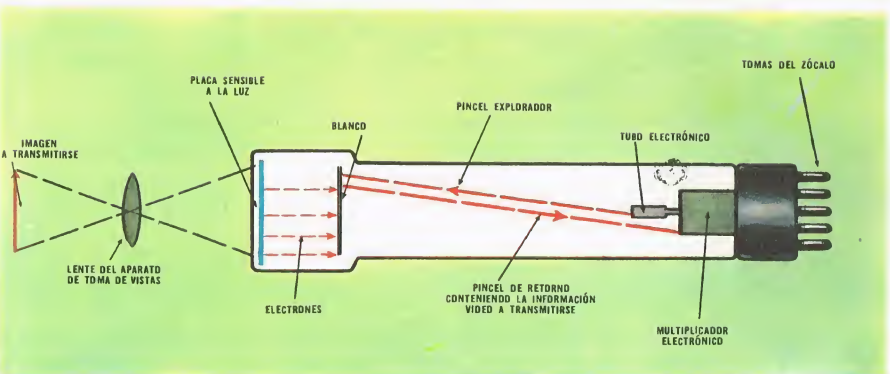 TOMAS DEL ZÓCALO
PLACA SENSIBLE
A LA LUZ
PINCEL EXPLORADOR
BLANCO
TUBO ELECTRÓNICO
IMAGEN
A TRANSMITIRSE
LENTE DEL APARATO
DE TOMA DE VISTAS
ELECTRONES
PINCEL DE RETORNO
CONTENIENDO LA INFORMACIÓN
VIDEO A TRANSMITIRSE
MULTIPLICADOR
ELECTRÓNICO